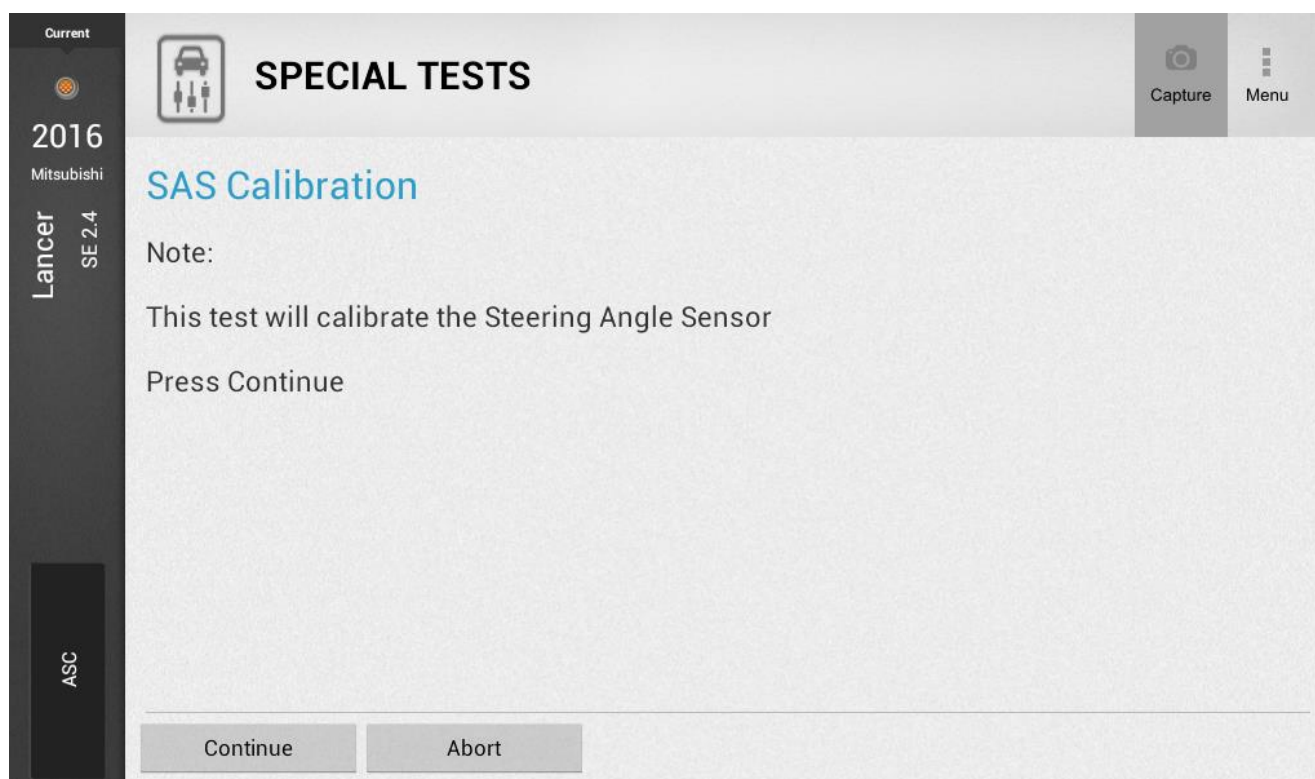 Current
2016
Mitsubishi
Lancer
SE 2.4
ASC
SPECIAL TESTS
Capture
Menu
SAS Calibration
Note:
This test will calibrate the Steering Angle Sensor
Press Continue
Continue
Abort